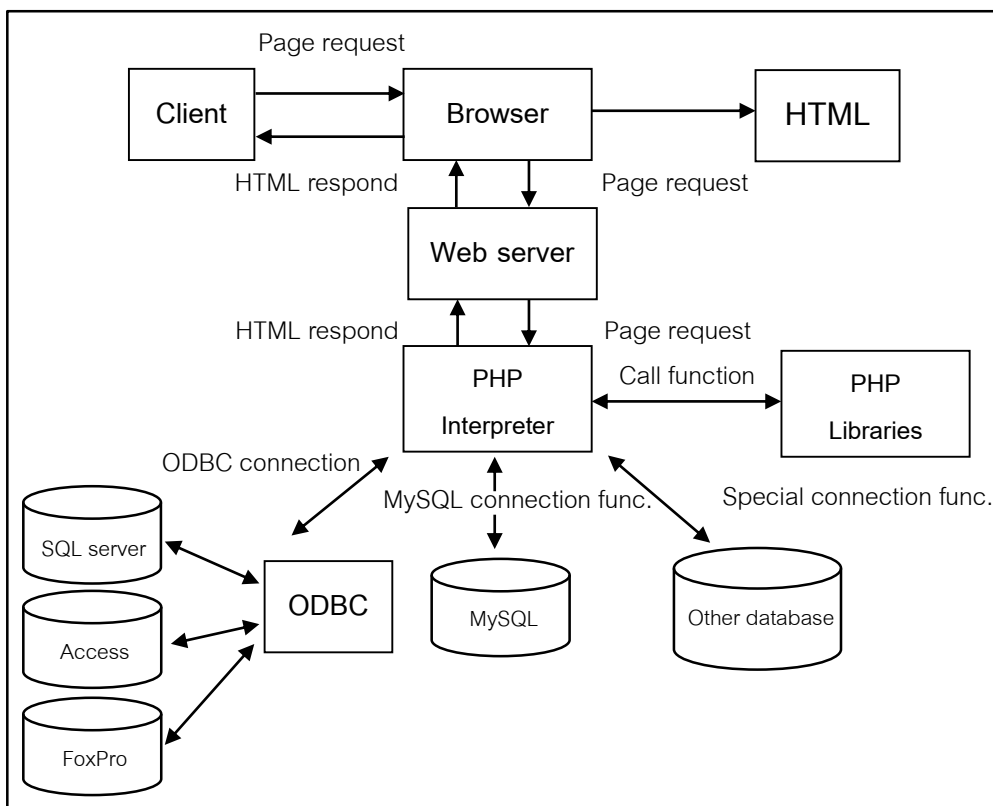 Page request
Client
Browser
HTML
HTML respond
Page request
Web server
HTML respond
Page request
PHP
Interpreter
Call function
PHP
Libraries
ODBC connection
MySQL connection func.
Special connection func.
SQL server
ODBC
MySQL
Other database
Access
FoxPro